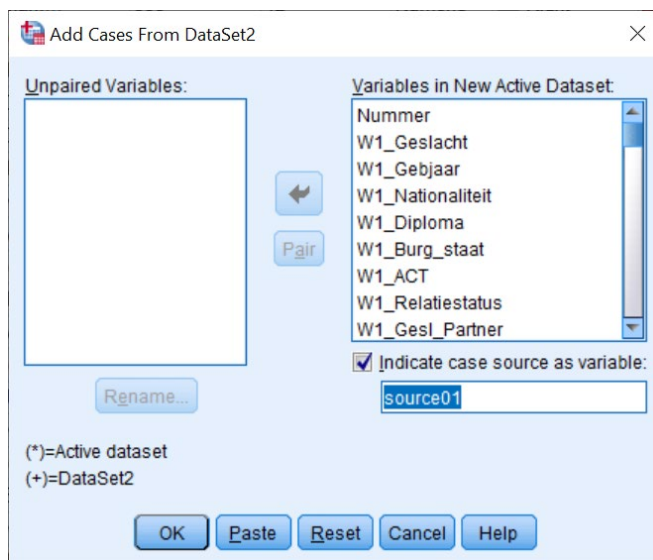 Add Cases From DataSet2
Unpaired Variables:
Variables in New Active Dataset:
Nummer
W1_Geslacht
W1_Gebjaar
W1_Nationaliteit
W1_Diploma
W1_Burg_staat
W1_ACT
W1_Relatiestatus
W1_Gesl_Partner
Pair
Indicate case source as variable:
source01
Rename...
(*)=Active dataset
(+)=DataSet2
OK Paste Reset Cancel Help